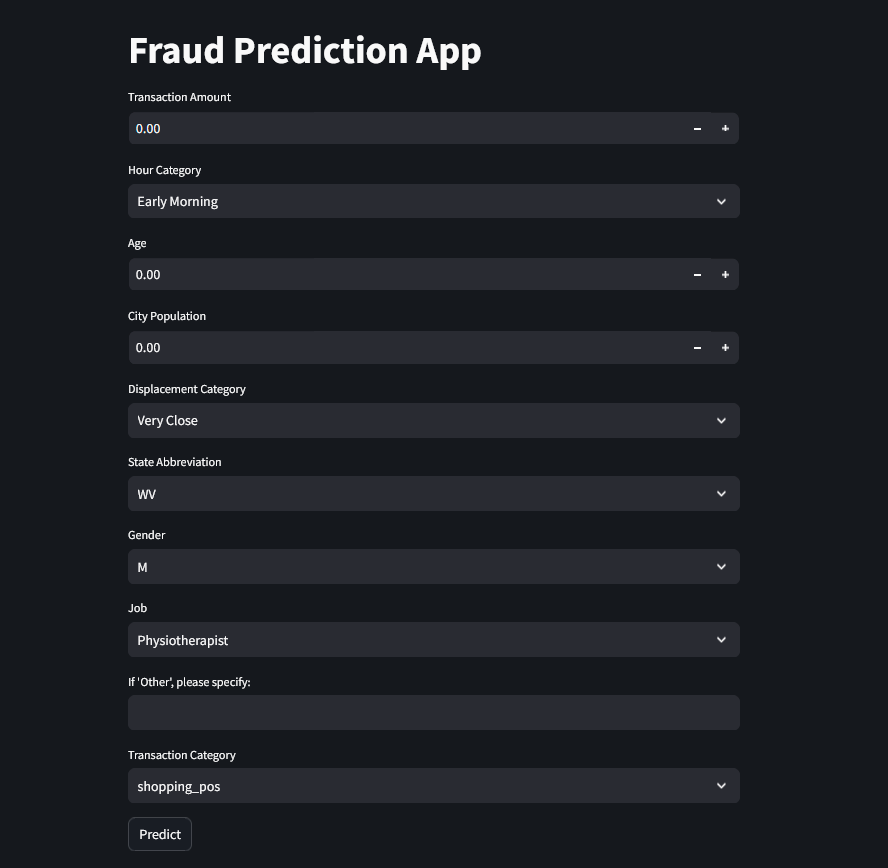 Fraud Prediction App
Transaction Amount
0.00
Hour Category
Early Morning
Age
0.00
City Population
0.00
Displacement Category
Very Close
State Abbreviation
WV
Gender
M
Job
Physiotherapist
If 'Other', please specify:
Transaction Category
shopping_pos
Predict